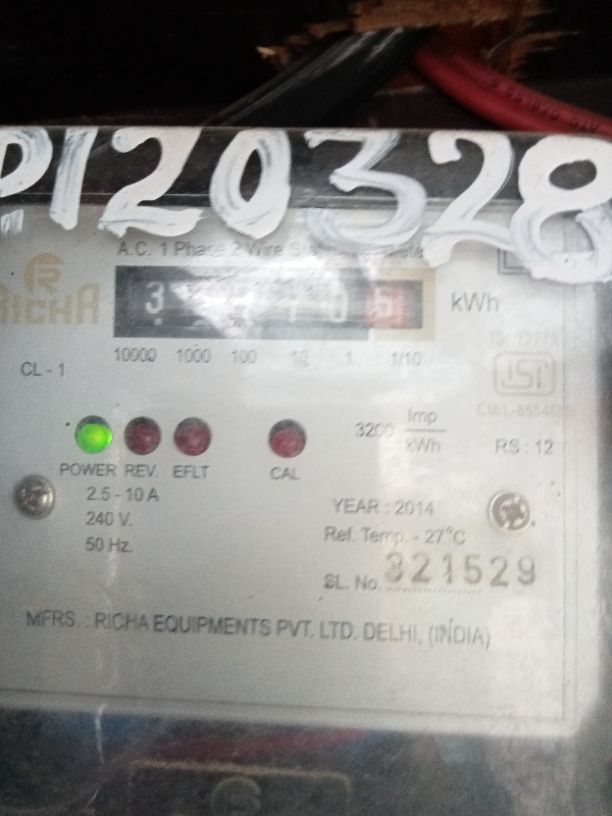 P120328
A.C. 1 Phase 2 Wire
RICHA
kWh
10000 1000 100 10 1 1/10
CL - 1
3200 Imp/kWh
RS : 12
POWER REV. EFLT CAL
2.5 - 10 A
240 V.
50 Hz.
YEAR : 2014
Ref. Temp. - 27°C
SL. No. 321529
MFRS. : RICHA EQUIPMENTS PVT. LTD. DELHI, (INDIA)